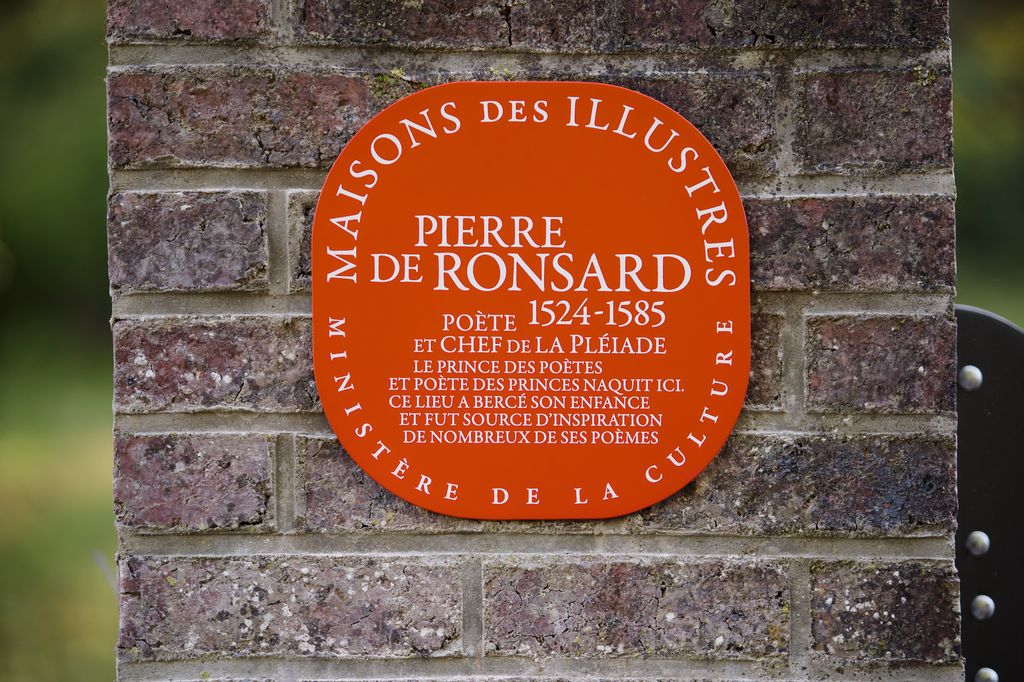 MAISONS DES ILLUSTRES
PIERRE
DE RONSARD
1524-1585
POÈTE
ET CHEF DE LA PLÉIADE
LE PRINCE DES POÈTES
ET POÈTE DES PRINCES NAQUIT ICI.
CE LIEU A BERCÉ SON ENFANCE
ET FUT SOURCE D'INSPIRATION
DE NOMBREUX DE SES POÈMES
MINISTÈRE DE LA CULTURE